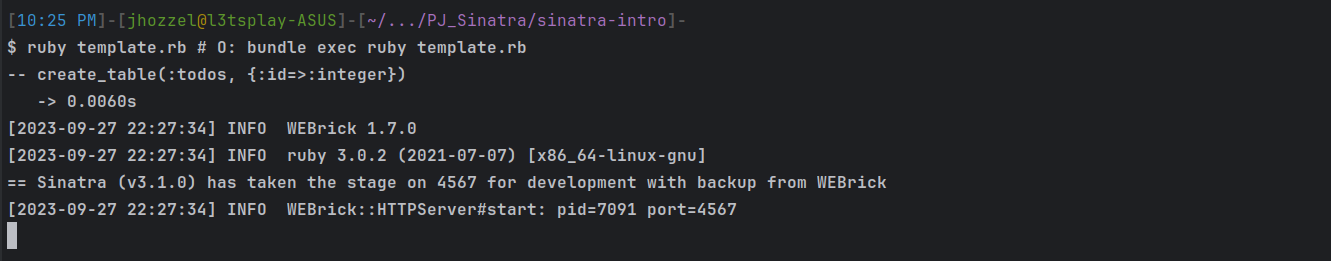 [10:25 PM]-[jhozzel@l3tsplay-ASUS]-[~/.../PJ_Sinatra/sinatra-intro]-
$ ruby template.rb # O: bundle exec ruby template.rb
-- create_table(:todos, {:id=>:integer})
   -> 0.0060s
[2023-09-27 22:27:34] INFO  WEBrick 1.7.0
[2023-09-27 22:27:34] INFO  ruby 3.0.2 (2021-07-07) [x86_64-linux-gnu]
== Sinatra (v3.1.0) has taken the stage on 4567 for development with backup from WEBrick
[2023-09-27 22:27:34] INFO  WEBrick::HTTPServer#start: pid=7091 port=4567